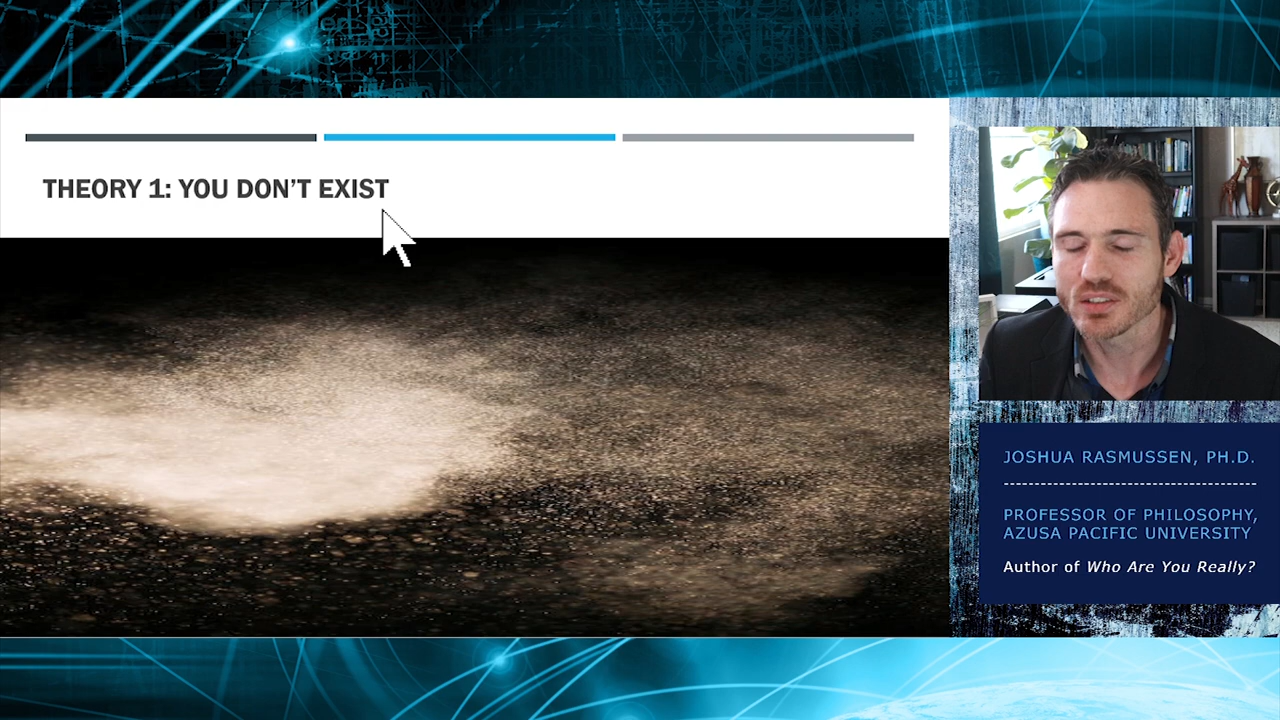 THEORY 1: YOU DON’T EXIST
JOSHUA RASMUSSEN, PH.D.
-----------------------------------------
PROFESSOR OF PHILOSOPHY,
AZUSA PACIFIC UNIVERSITY
Author of Who Are You Really?